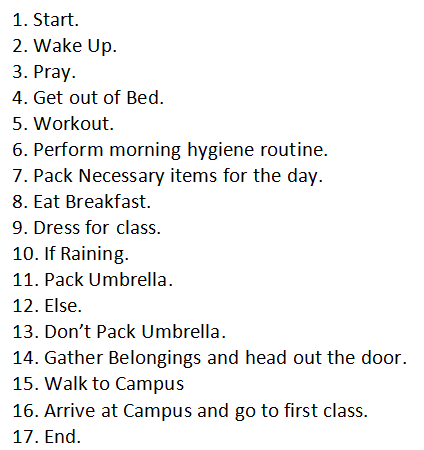 1. Start.
2. Wake Up.
3. Pray.
4. Get out of Bed.
5. Workout.
6. Perform morning hygiene routine.
7. Pack Necessary items for the day.
8. Eat Breakfast.
9. Dress for class.
10. If Raining.
11. Pack Umbrella.
12. Else.
13. Don’t Pack Umbrella.
14. Gather Belongings and head out the door.
15. Walk to Campus
16. Arrive at Campus and go to first class.
17. End.